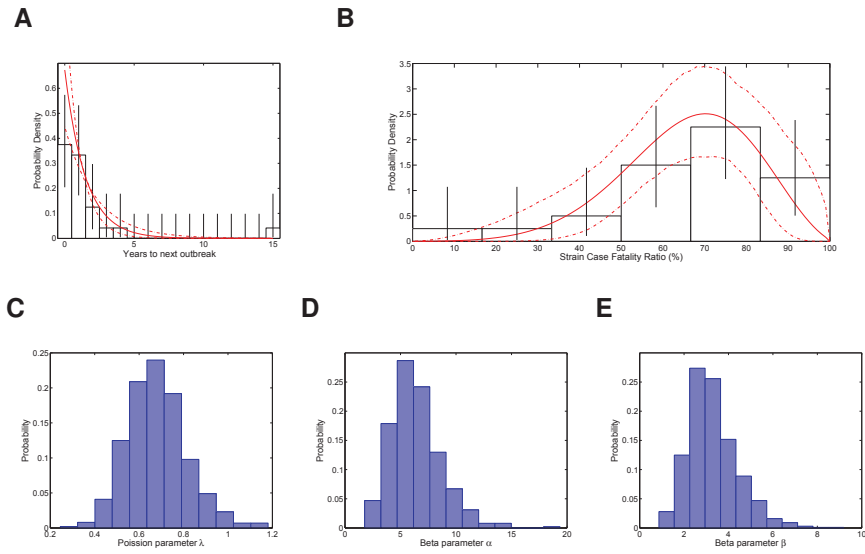 A
B
0.7
0.6
0.5
0.4
0.3
0.2
0.1
0
Probability Density
0 5 10 15
Years to next outbreak
3.5
3
2.5
2
1.5
1
0.5
0
Probability Density
0 10 20 30 40 50 60 70 80 90 100
Strain Case Fatality Ratio (%)
C
D
E
0.25
0.2
0.15
0.1
0.05
0
Probability
0.2 0.4 0.6 0.8 1 1.2
Poission parameter λ
0.25
0.2
0.15
0.1
0.05
0
Probability
0 5 10 15 20
Beta parameter α
0.25
0.2
0.15
0.1
0.05
0
Probability
0 2 4 6 8 10
Beta parameter β